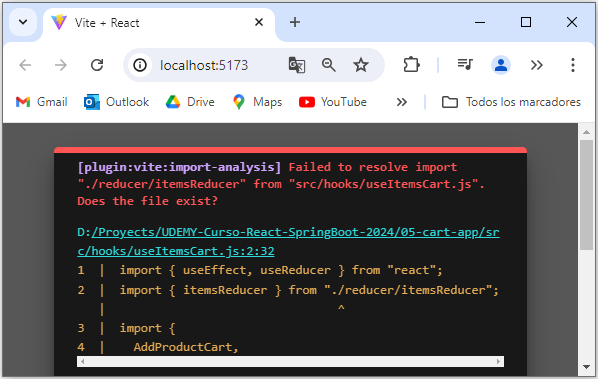 Vite + React
localhost:5173
Gmail Outlook Drive Maps YouTube Todos los marcadores
[plugin:vite:import-analysis] Failed to resolve import
"./reducer/itemsReducer" from "src/hooks/useItemsCart.js".
Does the file exist?
D:/Proyects/UDEMY-Curso-React-SpringBoot-2024/05-cart-app/sr
c/hooks/useItemsCart.js:2:32
1 | import { useEffect, useReducer } from "react";
2 | import { itemsReducer } from "./reducer/itemsReducer";
| ^
3 | import {
4 | AddProductCart,